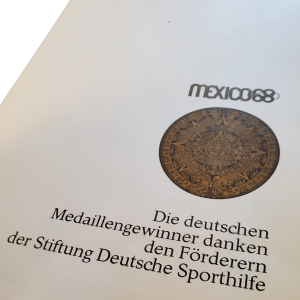 MEXICO68
Die deutschen
Medaillengewinner danken
den Förderern
der Stiftung Deutsche Sporthilfe